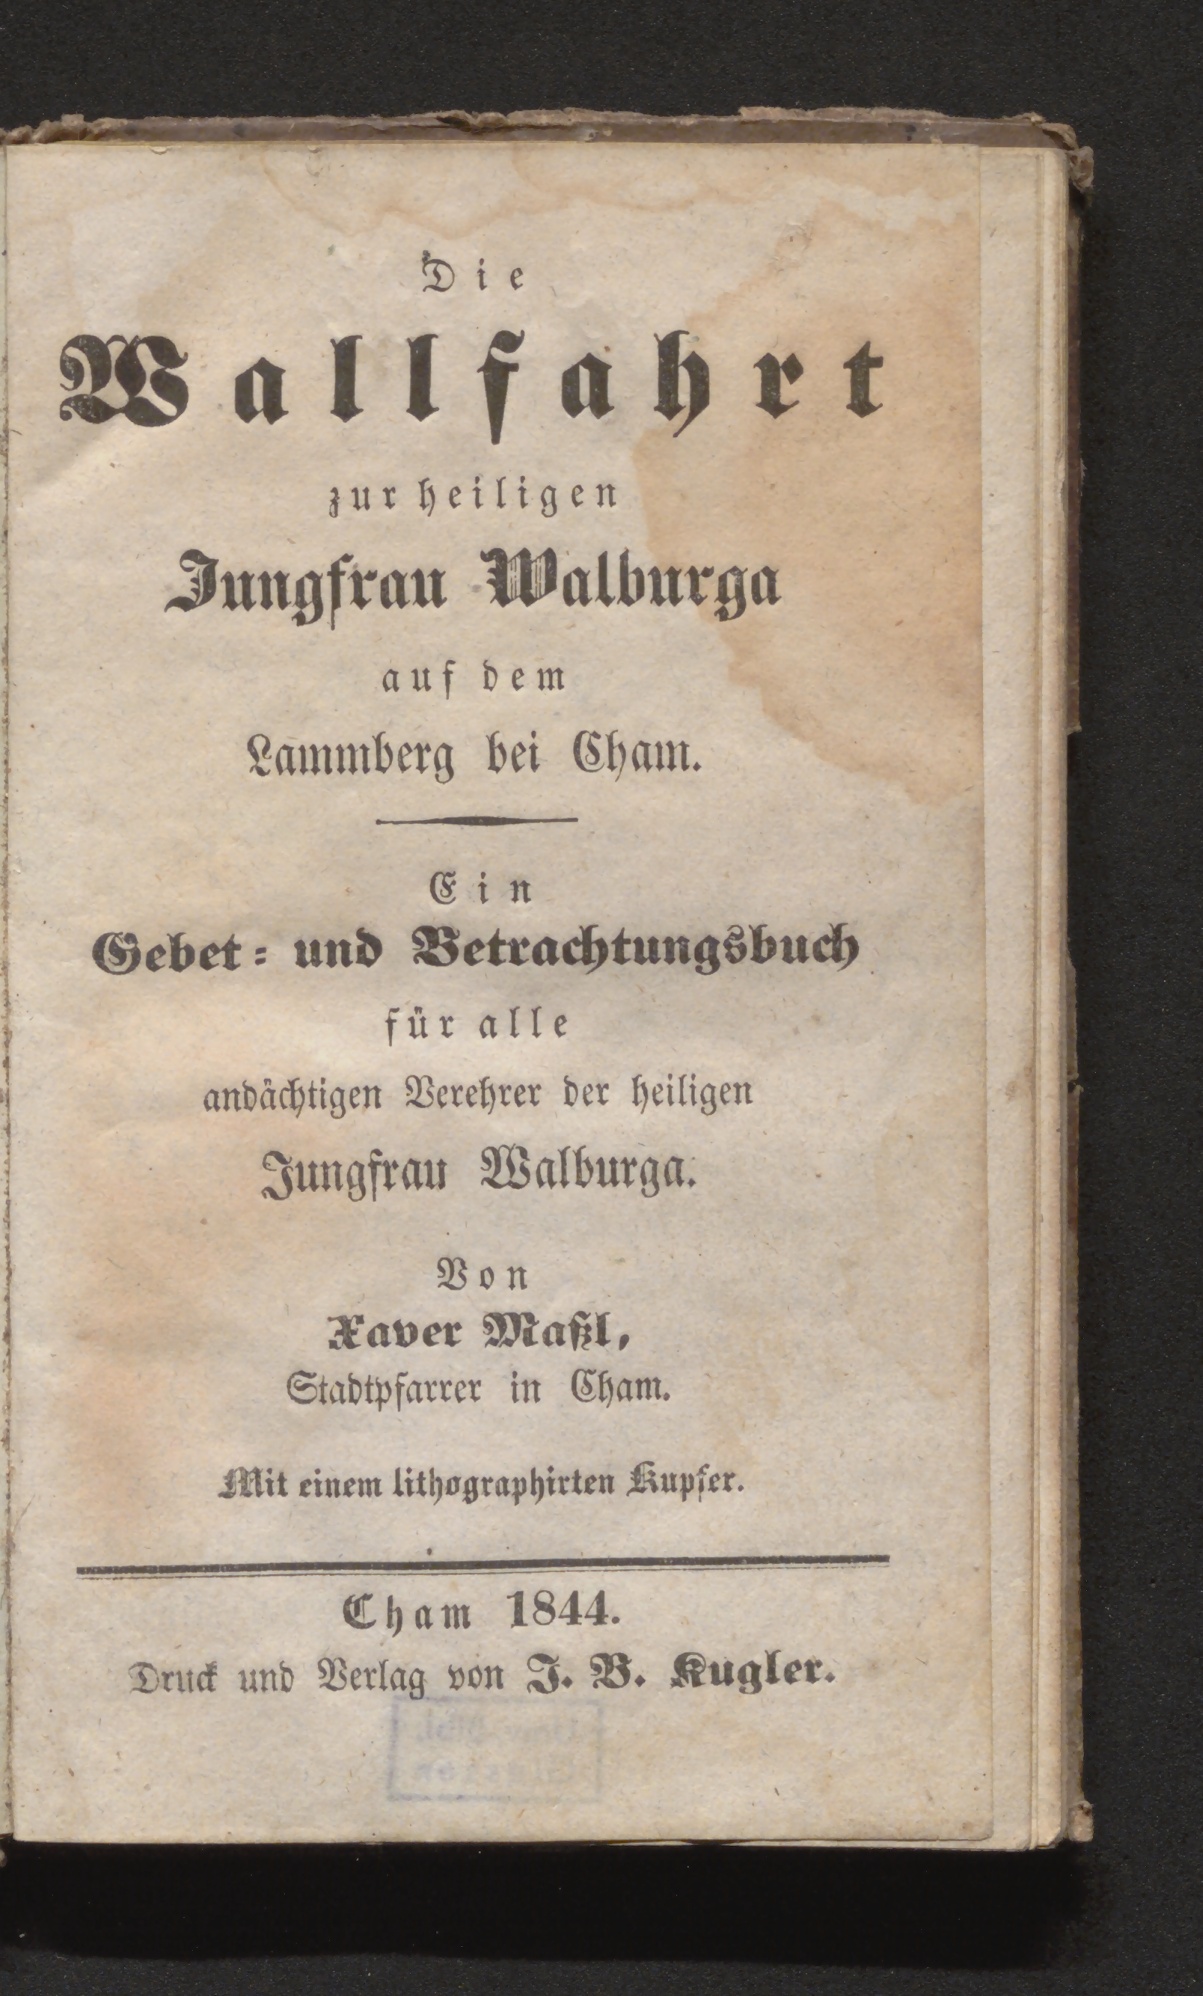 Die
Wallfahrt
zur heiligen
Jungfrau Walburga
auf dem
Lammberg bei Cham.
Ein
Gebet- und Betrachtungsbuch
für alle
andächtigen Verehrer der heiligen
Jungfrau Walburga.
Von
Xaver Maßl,
Stadtpfarrer in Cham.
Mit einem lithographirten Kupfer.
Cham 1844.
Druck und Verlag von J. B. Kugler.